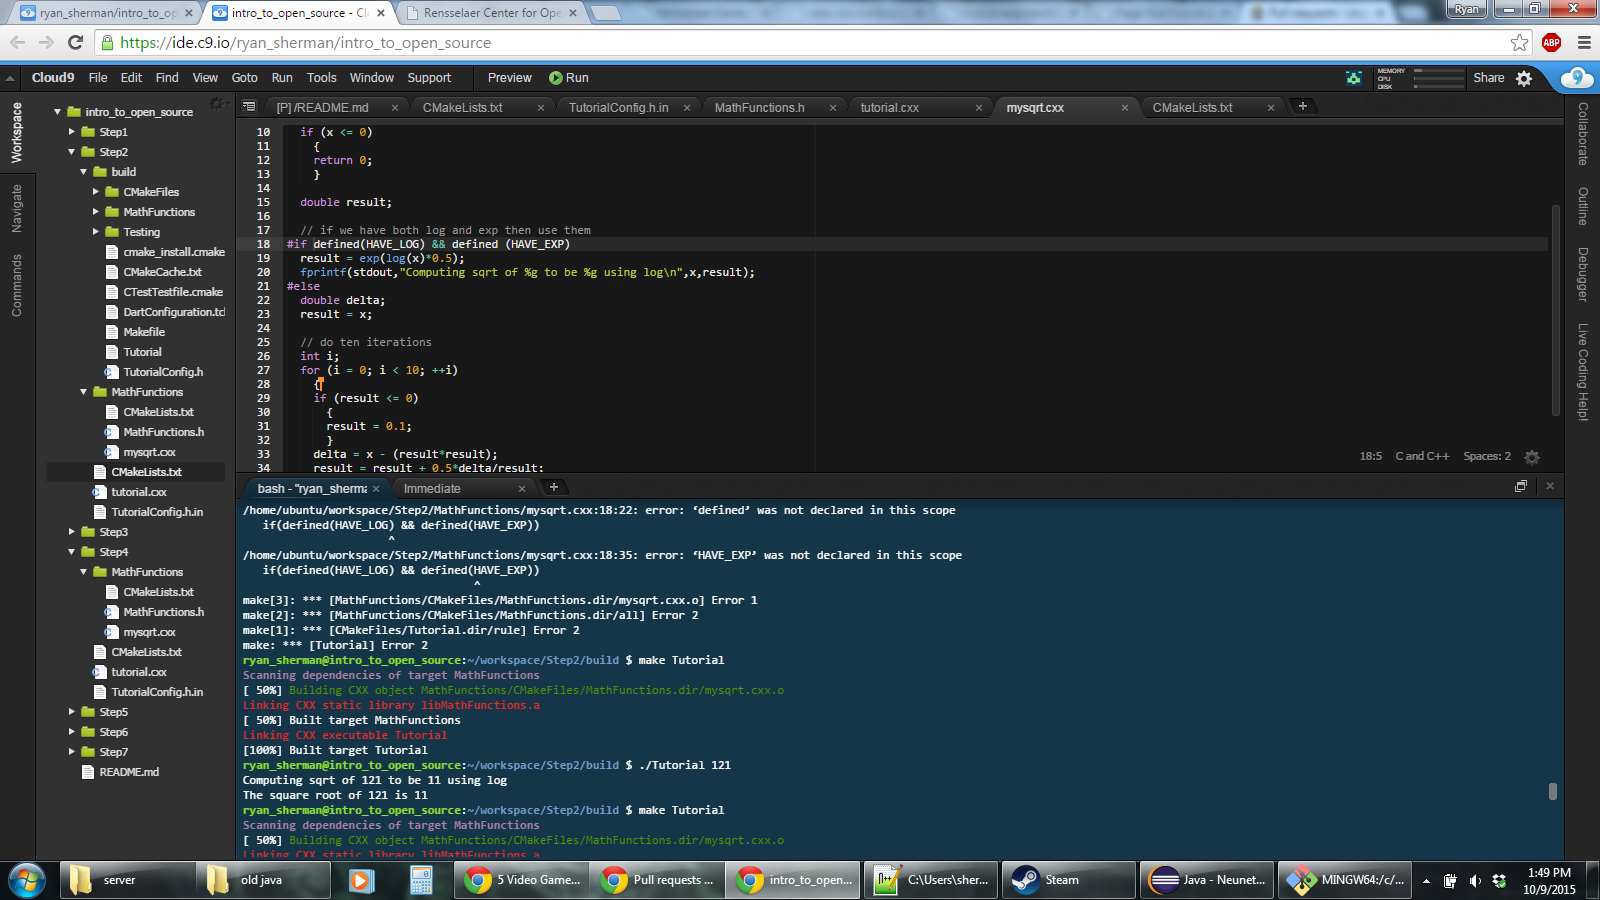 ryan_sherman/intro_to_op
intro_to_open_source - Cl
Rensselaer Center for Ope
Ryan
https://ide.c9.io/ryan_sherman/intro_to_open_source
ABP
Cloud9 File Edit Find View Goto Run Tools Window Support Preview Run
MEMORY
CPU
DISK
Share
9
[P] /README.md
CMakeLists.txt
TutorialConfig.h.in
MathFunctions.h
tutorial.cxx
mysqrt.cxx
CMakeLists.txt
Workspace
Navigate
Commands
intro_to_open_source
Step1
Step2
build
CMakeFiles
MathFunctions
Testing
cmake_install.cmake
CMakeCache.txt
CTestTestfile.cmake
DartConfiguration.tcl
Makefile
Tutorial
TutorialConfig.h
MathFunctions
CMakeLists.txt
MathFunctions.h
mysqrt.cxx
CMakeLists.txt
tutorial.cxx
TutorialConfig.h.in
Step3
Step4
MathFunctions
CMakeLists.txt
MathFunctions.h
mysqrt.cxx
CMakeLists.txt
tutorial.cxx
TutorialConfig.h.in
Step5
Step6
Step7
README.md
10 if (x <= 0)
11 {
12 return 0;
13 }
14
15 double result;
16
17 // if we have both log and exp then use them
18 #if defined(HAVE_LOG) && defined (HAVE_EXP)
19 result = exp(log(x)*0.5);
20 fprintf(stdout,"Computing sqrt of %g to be %g using log\n",x,result);
21 #else
22 double delta;
23 result = x;
24
25 // do ten iterations
26 int i;
27 for (i = 0; i < 10; ++i)
28 {
29 if (result <= 0)
30 {
31 result = 0.1;
32 }
33 delta = x - (result*result);
34 result = result + 0.5*delta/result;
18:5 C and C++ Spaces: 2
Collaborate
Outline
Debugger
Live Coding Help!
bash - "ryan_sherma
Immediate
/home/ubuntu/workspace/Step2/MathFunctions/mysqrt.cxx:18:22: error: ‘defined’ was not declared in this scope
if(defined(HAVE_LOG) && defined(HAVE_EXP))
^
/home/ubuntu/workspace/Step2/MathFunctions/mysqrt.cxx:18:35: error: ‘HAVE_EXP’ was not declared in this scope
if(defined(HAVE_LOG) && defined(HAVE_EXP))
^
make[3]: *** [MathFunctions/CMakeFiles/MathFunctions.dir/mysqrt.cxx.o] Error 1
make[2]: *** [MathFunctions/CMakeFiles/MathFunctions.dir/all] Error 2
make[1]: *** [CMakeFiles/Tutorial.dir/rule] Error 2
make: *** [Tutorial] Error 2
ryan_sherman@intro_to_open_source:~/workspace/Step2/build $ make Tutorial
Scanning dependencies of target MathFunctions
[ 50%] Building CXX object MathFunctions/CMakeFiles/MathFunctions.dir/mysqrt.cxx.o
Linking CXX static library libMathFunctions.a
[ 50%] Built target MathFunctions
Linking CXX executable Tutorial
[100%] Built target Tutorial
ryan_sherman@intro_to_open_source:~/workspace/Step2/build $ ./Tutorial 121
Computing sqrt of 121 to be 11 using log
The square root of 121 is 11
ryan_sherman@intro_to_open_source:~/workspace/Step2/build $ make Tutorial
Scanning dependencies of target MathFunctions
[ 50%] Building CXX object MathFunctions/CMakeFiles/MathFunctions.dir/mysqrt.cxx.o
Linking CXX static library libMathFunctions.a
server
old java
5 Video Game...
Pull requests ...
intro_to_open...
C:\Users\sher...
Steam
Java - Neunet...
MINGW64:/c/...
1:49 PM
10/9/2015